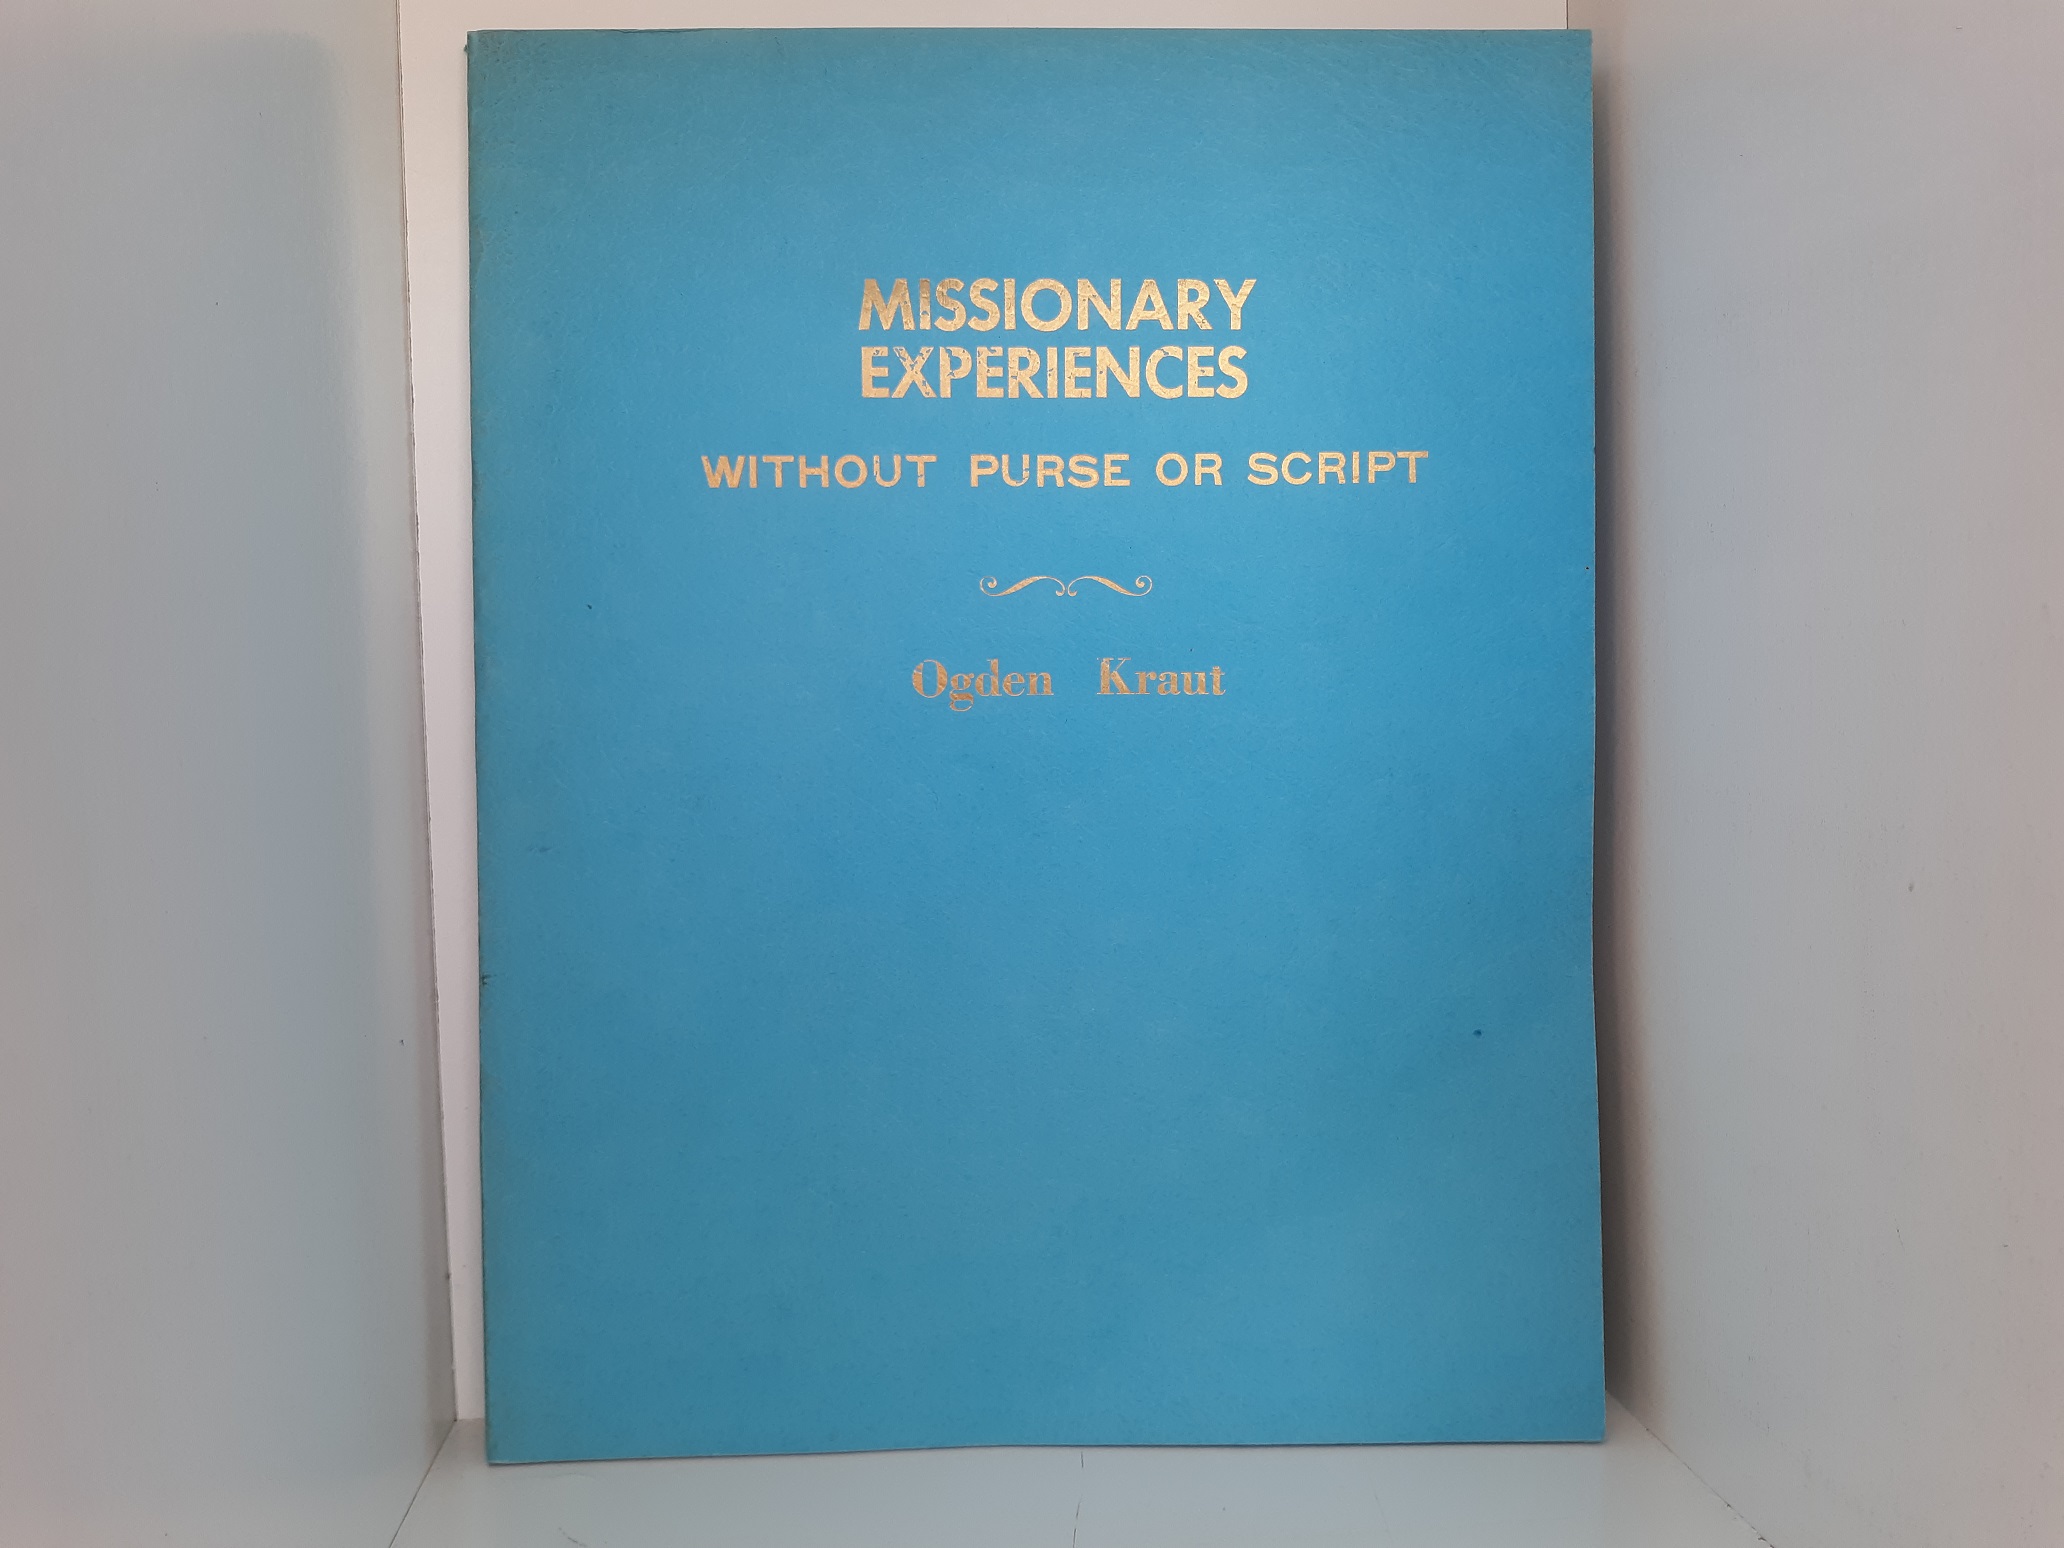 MISSIONARY
EXPERIENCES
WITHOUT PURSE OR SCRIPT
Ogden Kraut